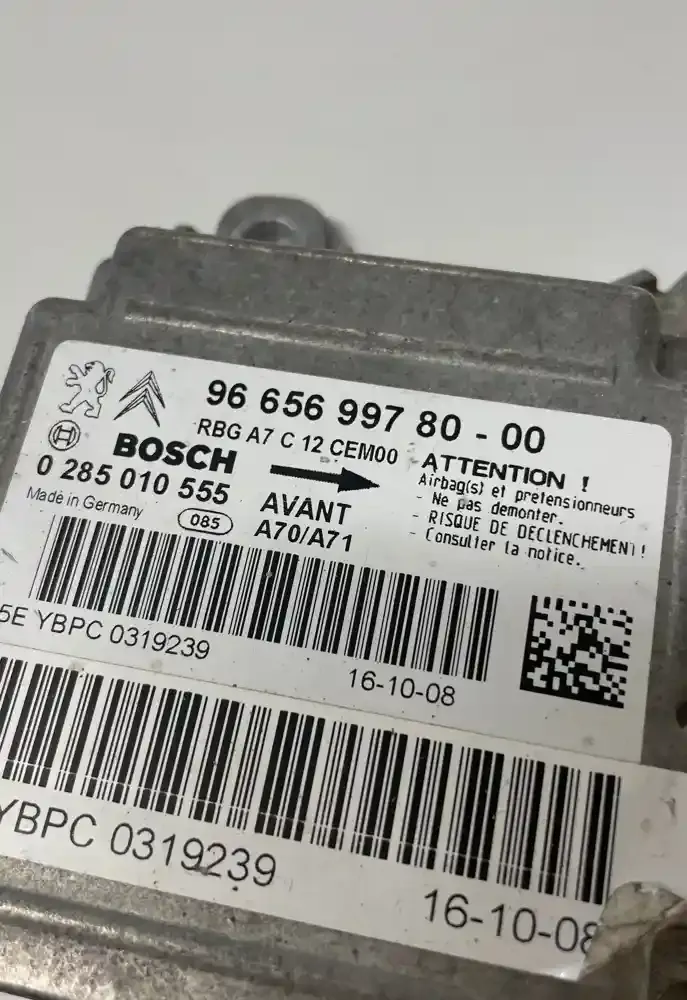 96 656 997 80 - 00
RBG A7 C 12 CEM00
BOSCH
0 285 010 555
Made in Germany
085
AVANT
A70/A71
ATTENTION !
Airbag(s) et pretensionneurs
- Ne pas demonter.
- RISQUE DE DECLENCHEMENT!
- Consulter la notice.
5E YBPC 0319239
16-10-08
YBPC 0319239
16-10-08